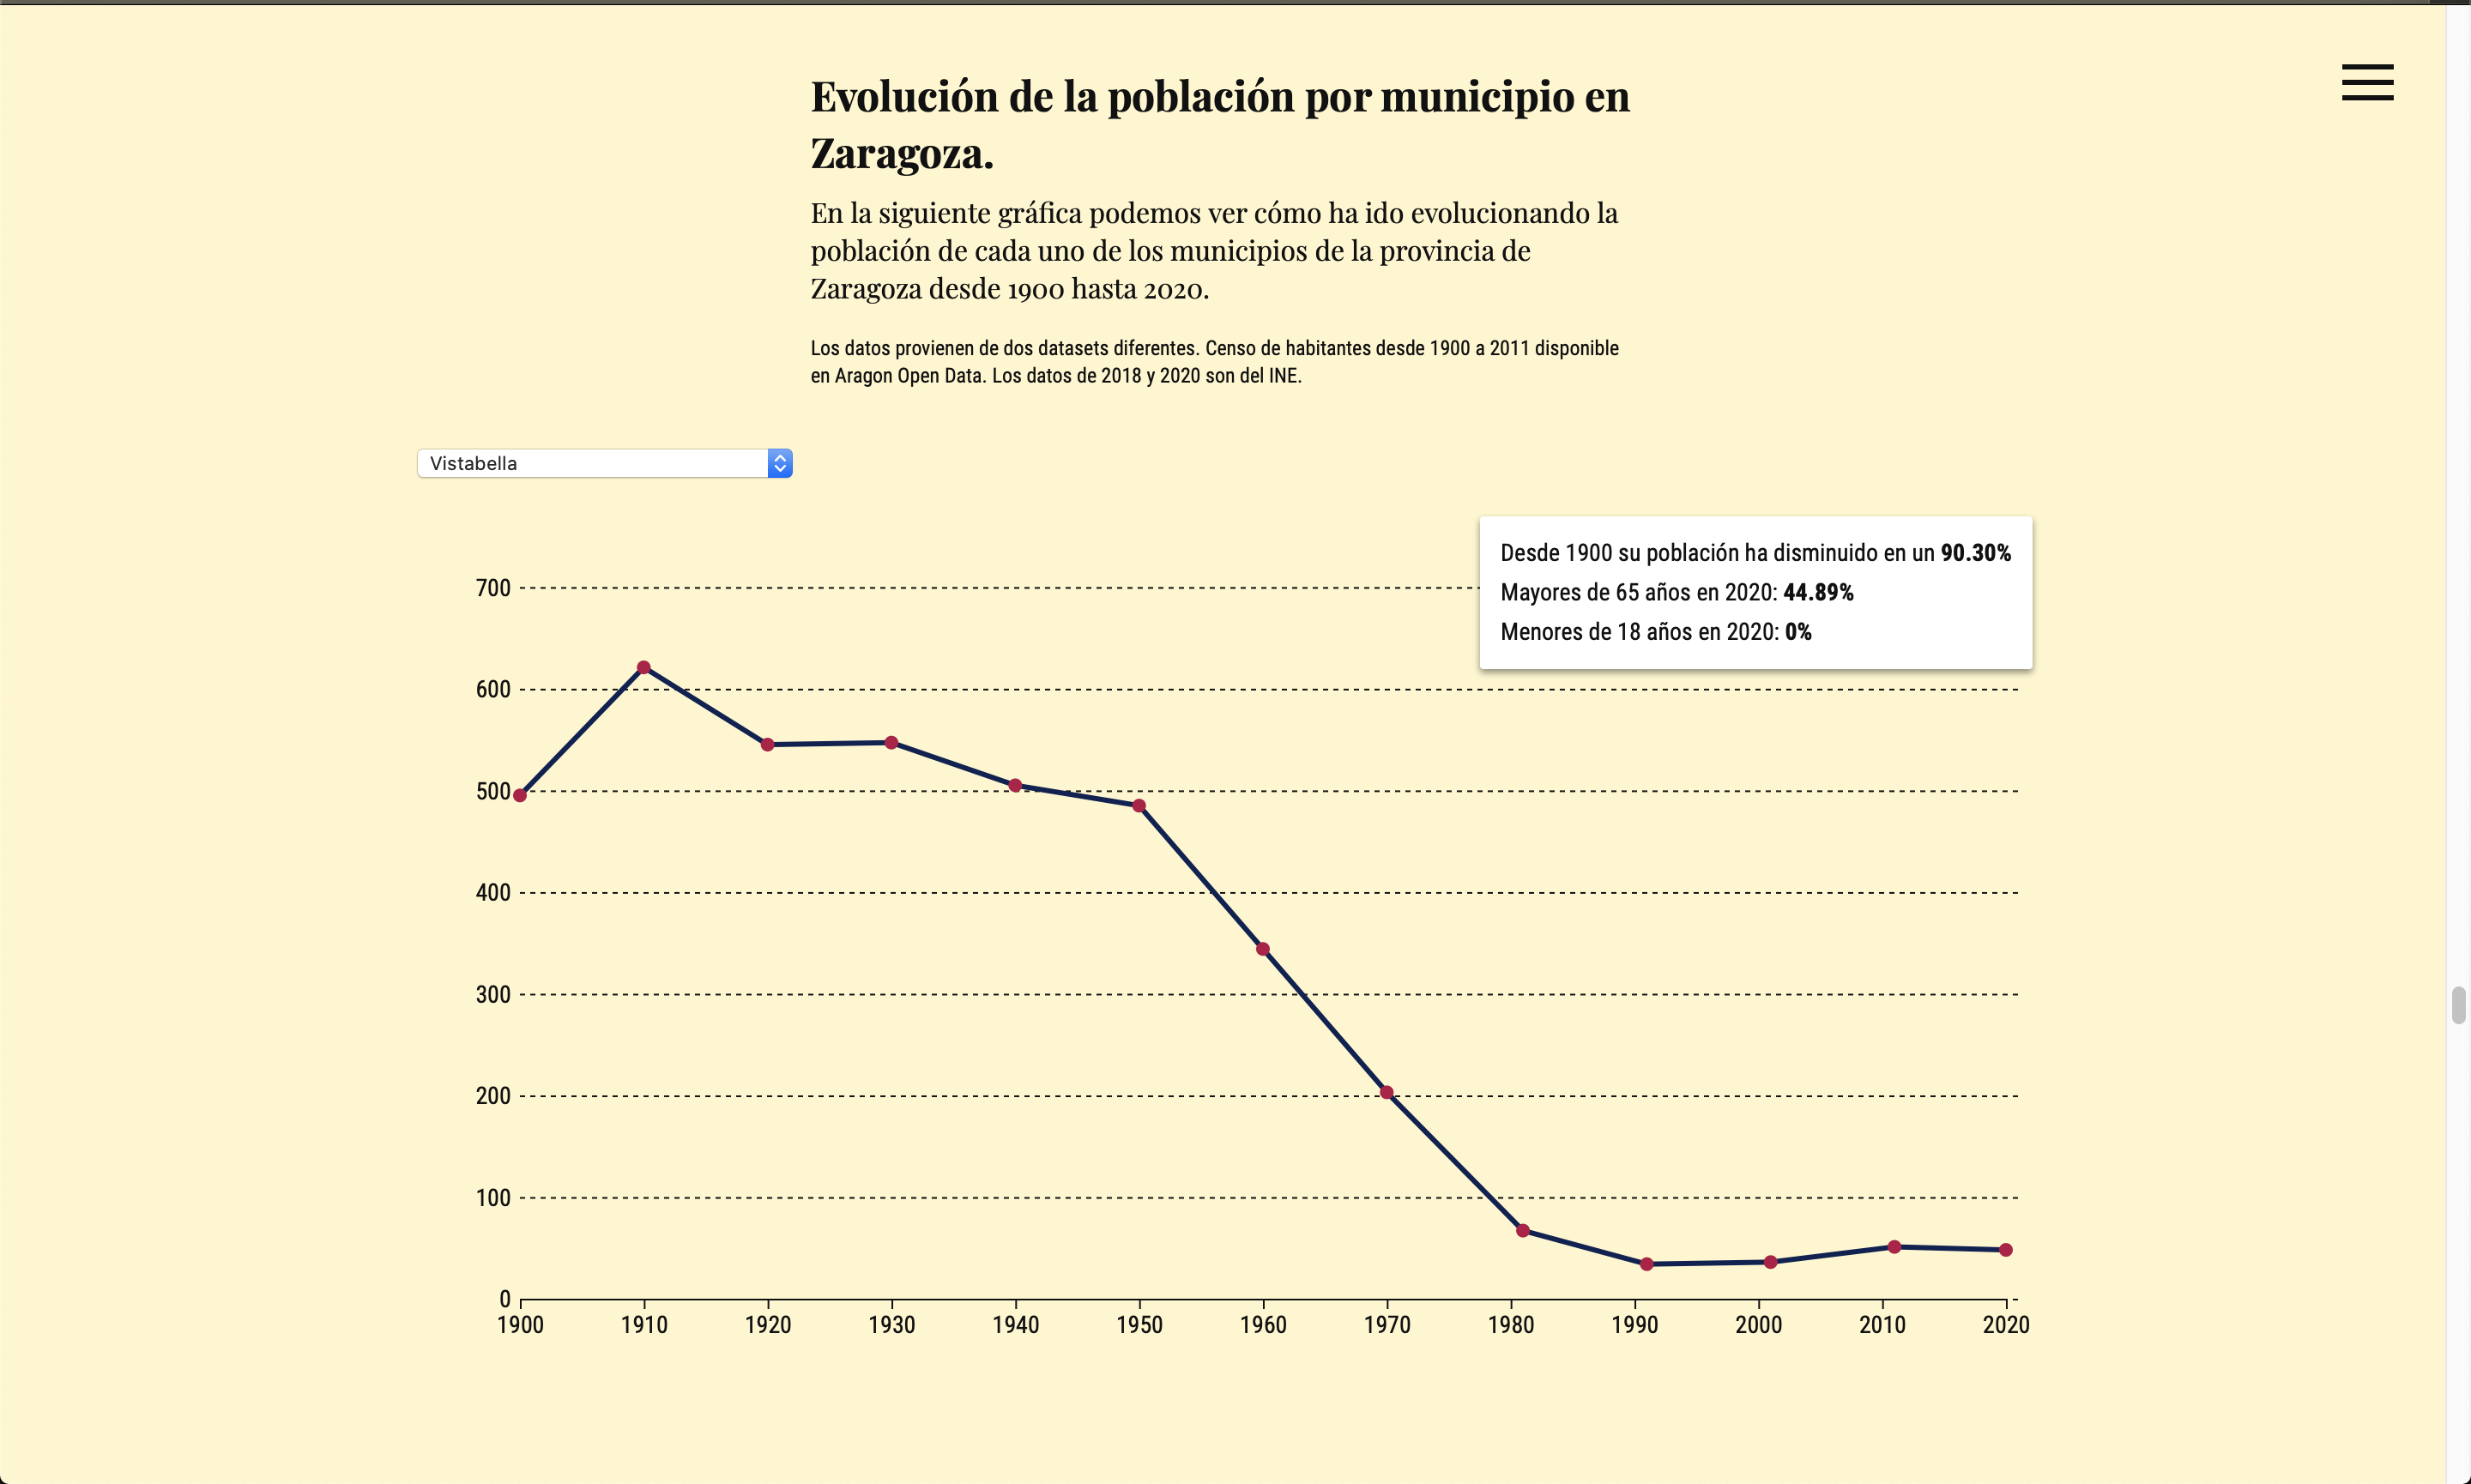 Evolución de la población por municipio en
Zaragoza.
En la siguiente gráfica podemos ver cómo ha ido evolucionando la
población de cada uno de los municipios de la provincia de
Zaragoza desde 1900 hasta 2020.
Los datos provienen de dos datasets diferentes. Censo de habitantes desde 1900 a 2011 disponible
en Aragon Open Data. Los datos de 2018 y 2020 son del INE.
Vistabella
Desde 1900 su población ha disminuido en un 90.30%
Mayores de 65 años en 2020: 44.89%
Menores de 18 años en 2020: 0%
700
600
500
400
300
200
100
0
1900 1910 1920 1930 1940 1950 1960 1970 1980 1990 2000 2010 2020